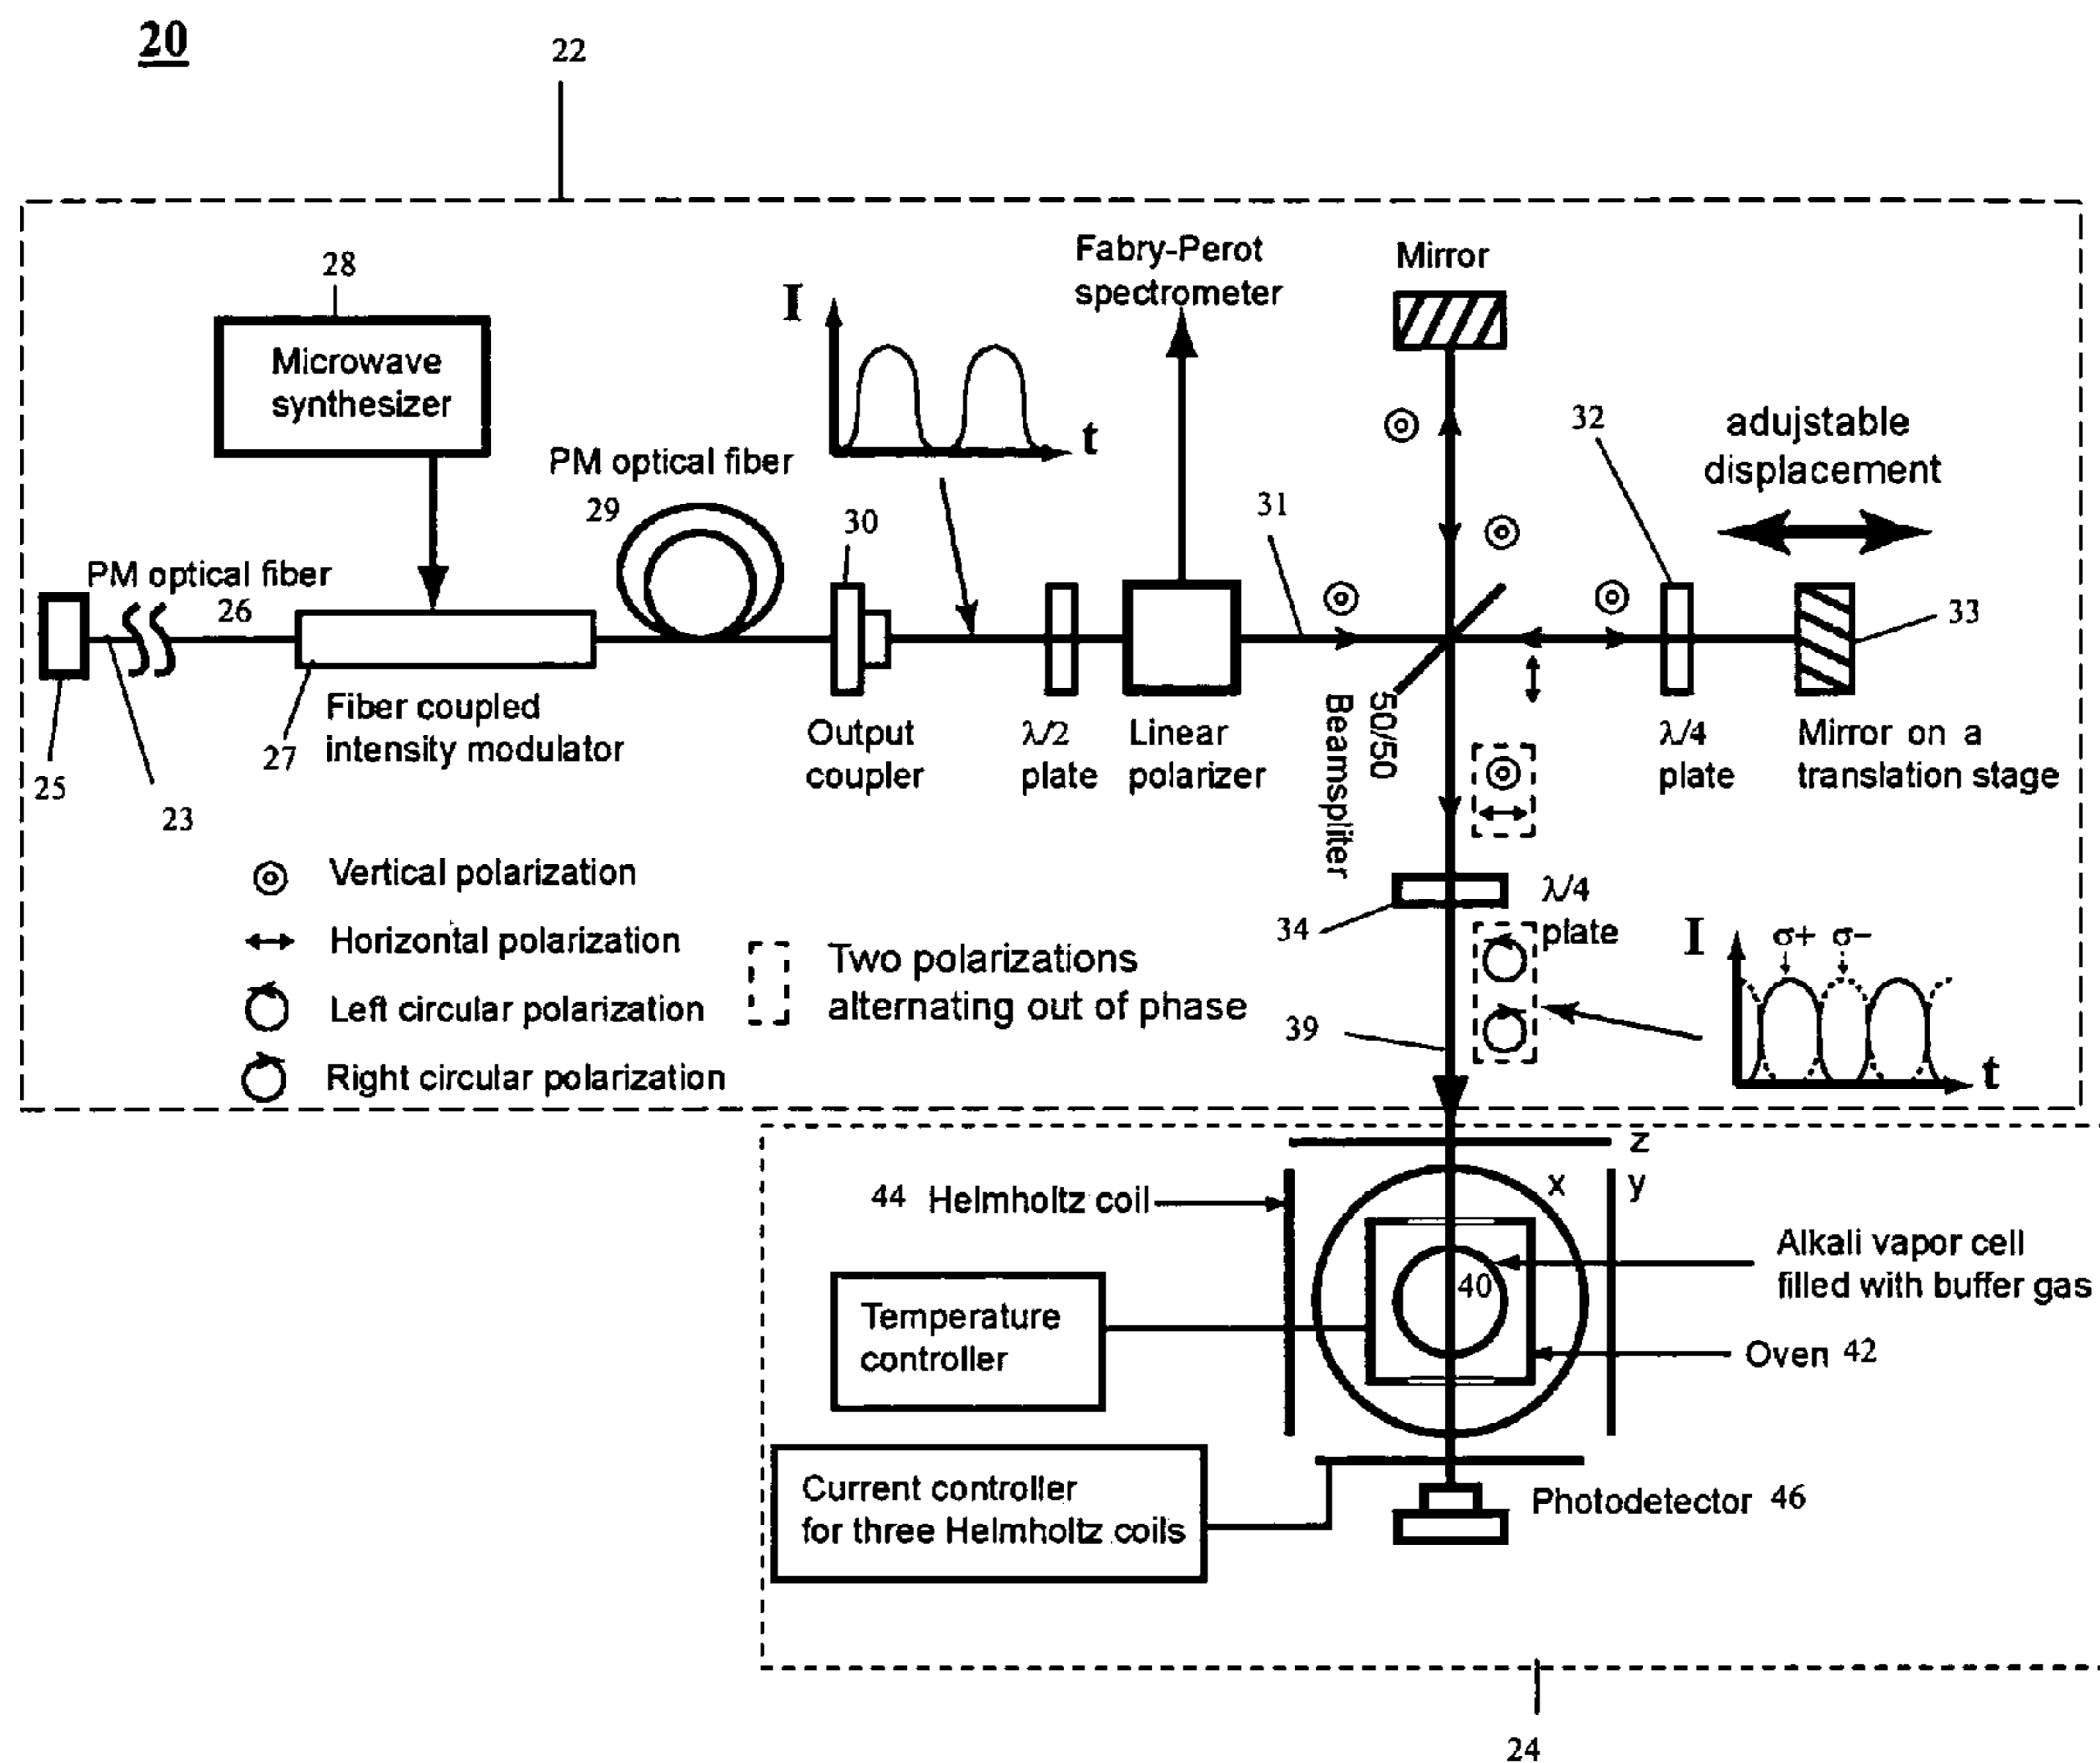 20
22
28
Microwave
synthesizer
I
t
Fabry-Perot
spectrometer
Mirror
32
adujstable
displacement
PM optical fiber
29
30
31
PM optical fiber
26
33
25
23
27
Fiber coupled
intensity modulator
Output
coupler
λ/2
plate
Linear
polarizer
50/50
Beamspliter
λ/4
plate
Mirror on a
translation stage
Vertical polarization
Horizontal polarization
Left circular polarization
Right circular polarization
Two polarizations
alternating out of phase
34
λ/4
plate
39
I
σ+ σ-
t
z
x
y
44 Helmholtz coil
40
Alkali vapor cell
filled with buffer gas
Temperature
controller
Oven 42
Current controller
for three Helmholtz coils
Photodetector 46
24